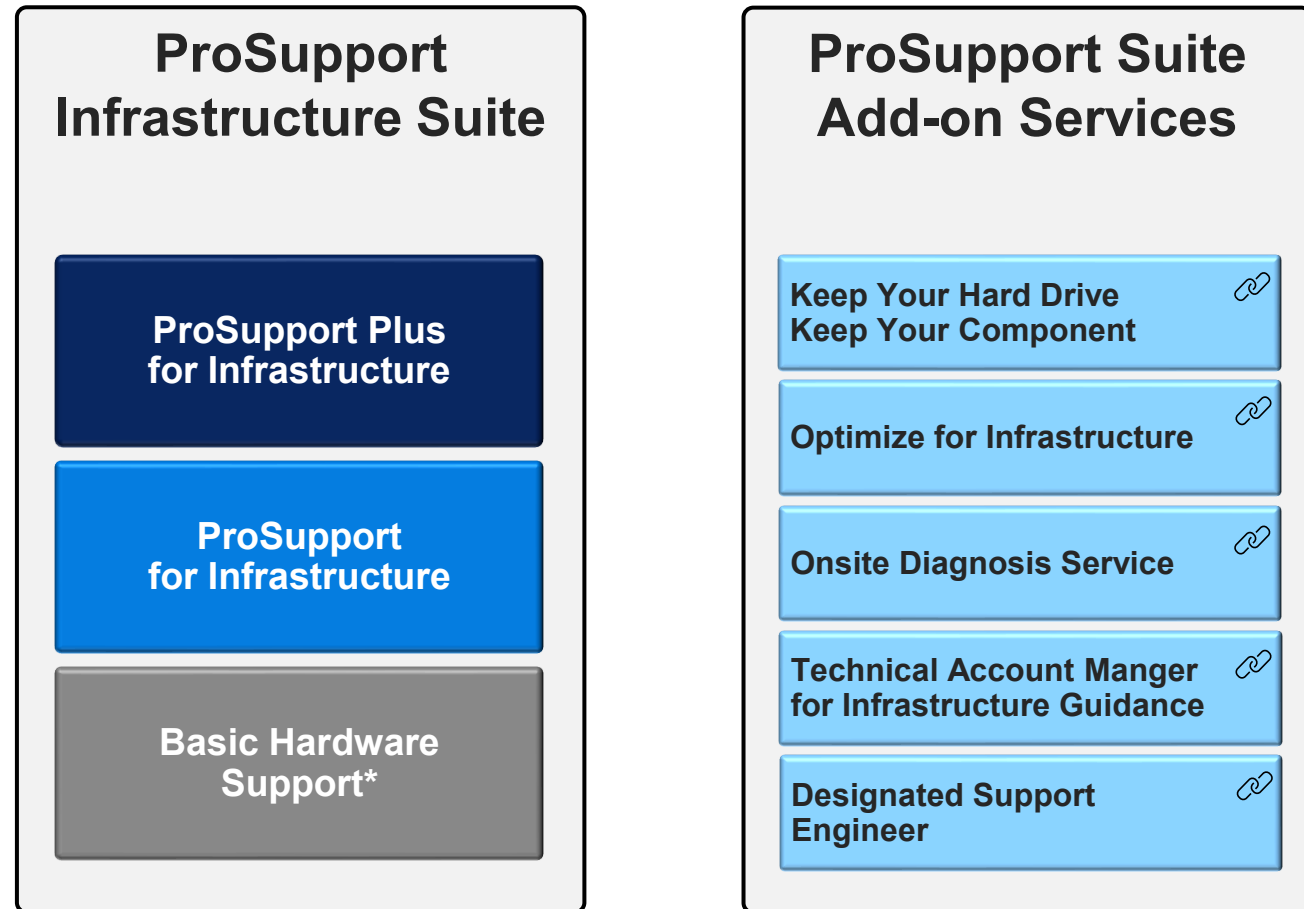 ProSupport
Infrastructure Suite
ProSupport Plus
for Infrastructure
ProSupport
for Infrastructure
Basic Hardware
Support*
ProSupport Suite
Add-on Services
Keep Your Hard Drive
Keep Your Component
Optimize for Infrastructure
Onsite Diagnosis Service
Technical Account Manger
for Infrastructure Guidance
Designated Support
Engineer